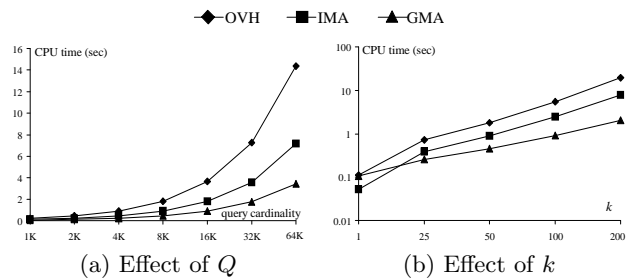 OVH IMA GMA
CPU time (sec)
16
14
12
10
8
6
4
2
0
query cardinality
1K 2K 4K 8K 16K 32K 64K
(a) Effect of Q
CPU time (sec)
100
10
1
0.1
0.01
k
1 25 50 100 200
(b) Effect of k